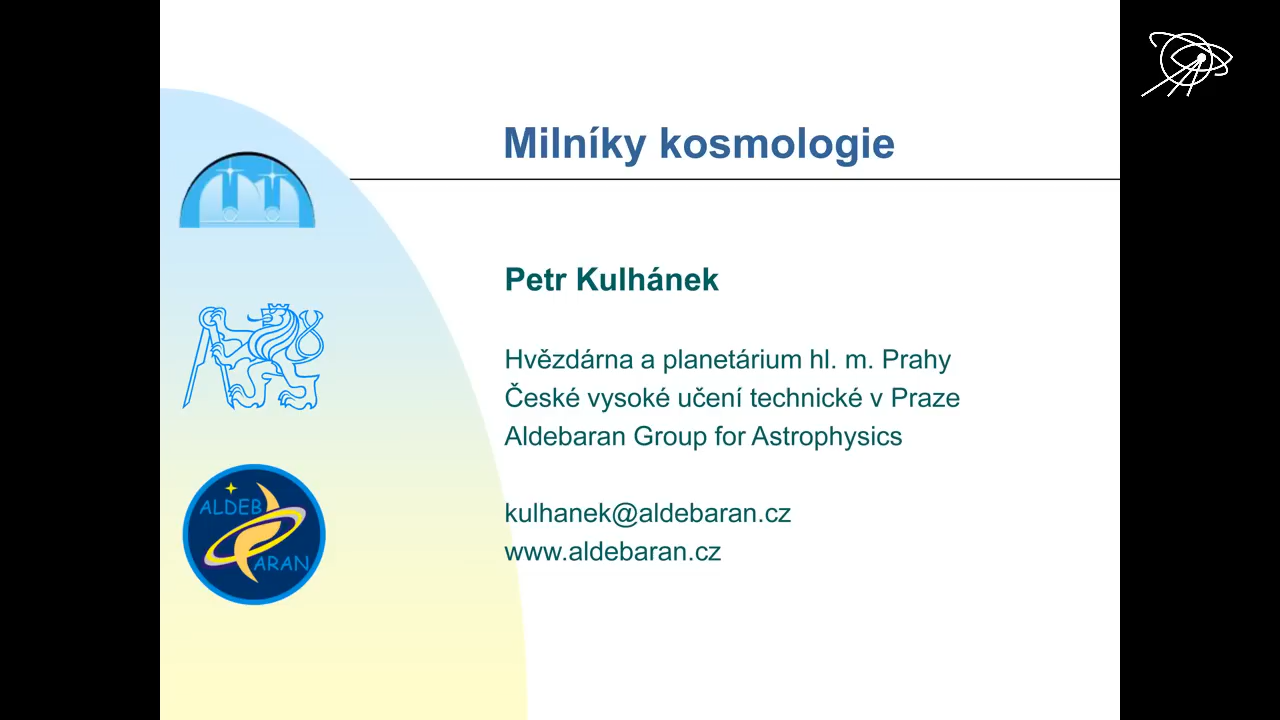 Milníky kosmologie
Petr Kulhánek
Hvězdárna a planetárium hl. m. Prahy
České vysoké učení technické v Praze
Aldebaran Group for Astrophysics
kulhanek@aldebaran.cz
www.aldebaran.cz
ALDEB
ARAN